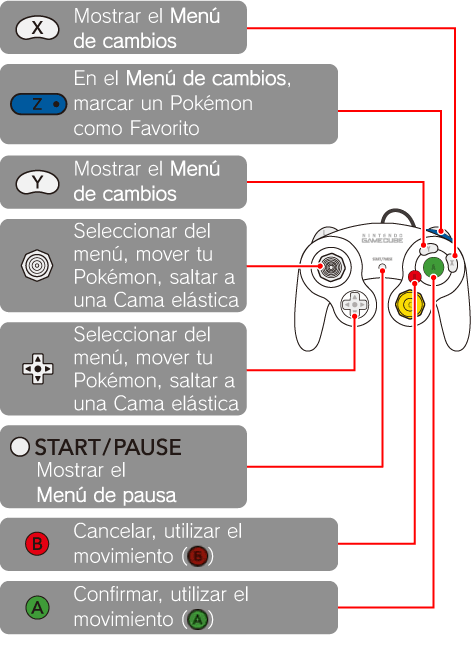 X
Mostrar el Menú
de cambios
Z
En el Menú de cambios,
marcar un Pokémon
como Favorito
Y
Mostrar el Menú
de cambios
Seleccionar del
menú, mover tu
Pokémon, saltar a
una Cama elástica
Seleccionar del
menú, mover tu
Pokémon, saltar a
una Cama elástica
START/PAUSE
Mostrar el
Menú de pausa
B
Cancelar, utilizar el
movimiento (B)
A
Confirmar, utilizar el
movimiento (A)
NINTENDO
GAMECUBE
START/PAUSE
Y
X
A
C